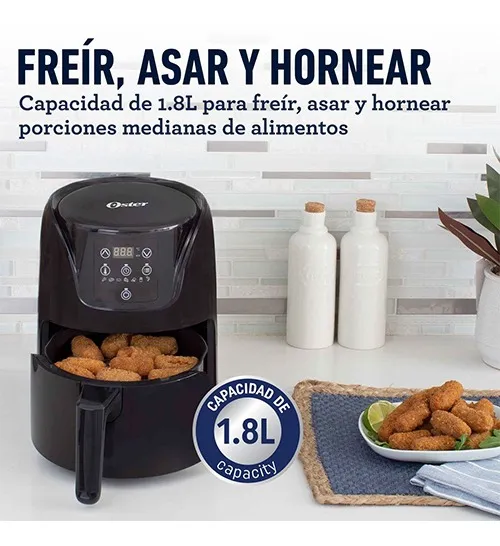 FREÍR, ASAR Y HORNEAR
Capacidad de 1.8L para freír, asar y hornear
porciones medianas de alimentos
Oster
888
CAPACIDAD DE
1.8L
capacity